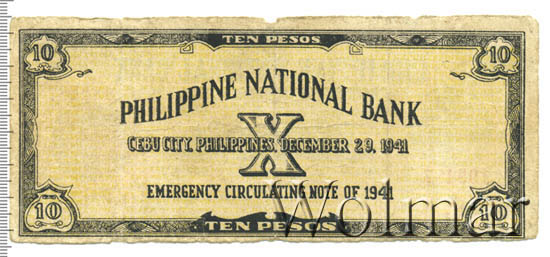 TEN PESOS
10 10
PHILIPPINE NATIONAL BANK
X
CEBU CITY, PHILIPPINES, DECEMBER 29, 1941
EMERGENCY CIRCULATING NOTE OF 1941
10 10
TEN PESOS
Wolmar